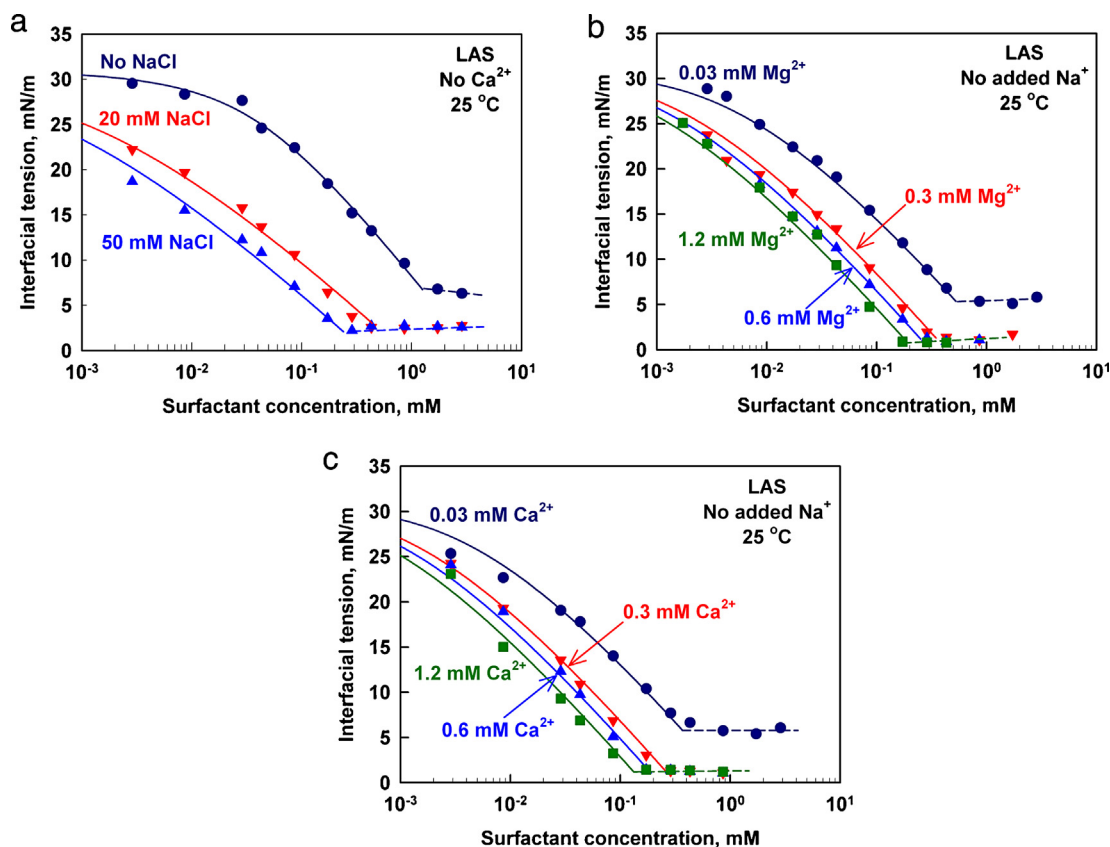 a
35
30
25
20
15
10
5
0
Interfacial tension, mN/m
No NaCl
20 mM NaCl
50 mM NaCl
LAS
No Ca²⁺
25 °C
10⁻³ 10⁻² 10⁻¹ 10⁰ 10¹
Surfactant concentration, mM
b
35
30
25
20
15
10
5
0
Interfacial tension, mN/m
0.03 mM Mg²⁺
LAS
No added Na⁺
25 °C
0.3 mM Mg²⁺
1.2 mM Mg²⁺
0.6 mM Mg²⁺
10⁻³ 10⁻² 10⁻¹ 10⁰ 10¹
Surfactant concentration, mM
c
35
30
25
20
15
10
5
0
Interfacial tension, mN/m
LAS
No added Na⁺
25 °C
0.03 mM Ca²⁺
0.3 mM Ca²⁺
1.2 mM Ca²⁺
0.6 mM Ca²⁺
10⁻³ 10⁻² 10⁻¹ 10⁰ 10¹
Surfactant concentration, mM